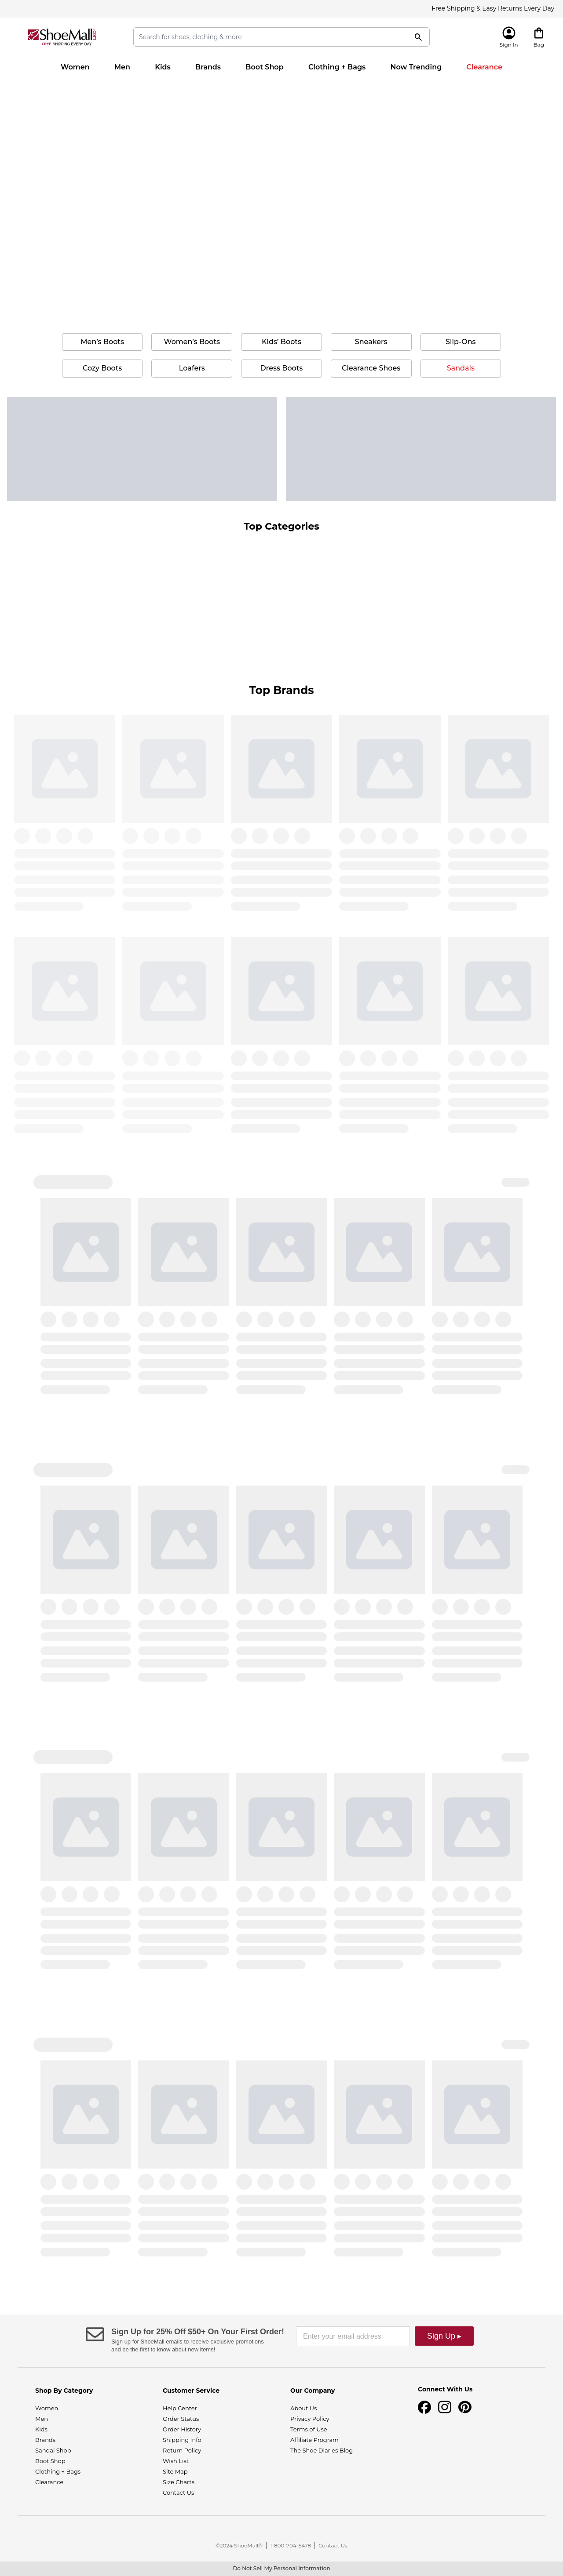 Free Shipping & Easy Returns Every Day
ShoeMall
FREE SHIPPING EVERY DAY
Search for shoes, clothing & more
Sign In
Bag
Women Men Kids Brands Boot Shop Clothing + Bags Now Trending Clearance
Men's Boots Women's Boots Kids' Boots Sneakers Slip-Ons
Cozy Boots Loafers Dress Boots Clearance Shoes Sandals
Top Categories
Top Brands
Sign Up for 25% Off $50+ On Your First Order!
Sign up for ShoeMall emails to receive exclusive promotions
and be the first to know about new items!
Enter your email address
Sign Up ▸
Shop By Category
Women
Men
Kids
Brands
Sandal Shop
Boot Shop
Clothing + Bags
Clearance
Customer Service
Help Center
Order Status
Order History
Shipping Info
Return Policy
Wish List
Site Map
Size Charts
Contact Us
Our Company
About Us
Privacy Policy
Terms of Use
Affiliate Program
The Shoe Diaries Blog
Connect With Us
©2024 ShoeMall® | 1-800-704-5478 | Contact Us
Do Not Sell My Personal Information